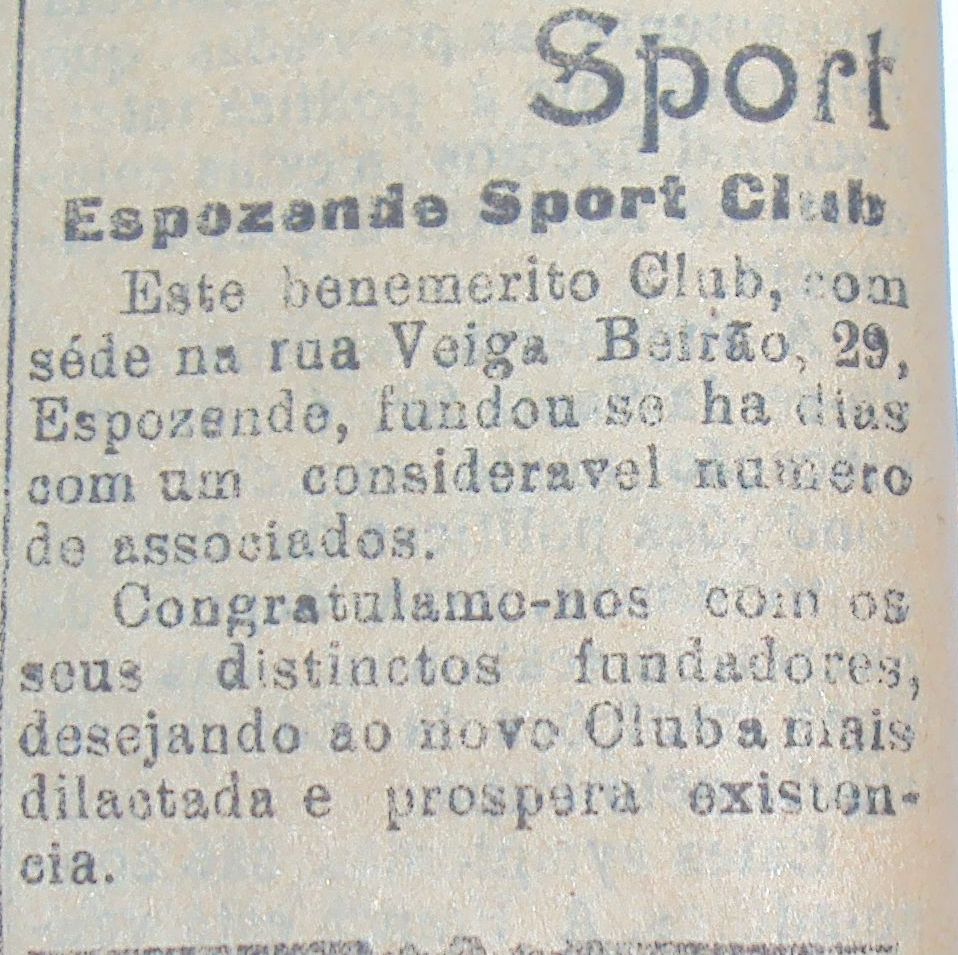 Sport
Espozende Sport Club
Este benemerito Club, com
séde na rua Veiga Beirão, 29,
Espozende, fundou se ha dias
com um consideravel numero
de associados.
Congratulamo-nos com os
seus distinctos fundadores,
desejando ao novo Club a mais
dilactada e prospera existen-
cia.